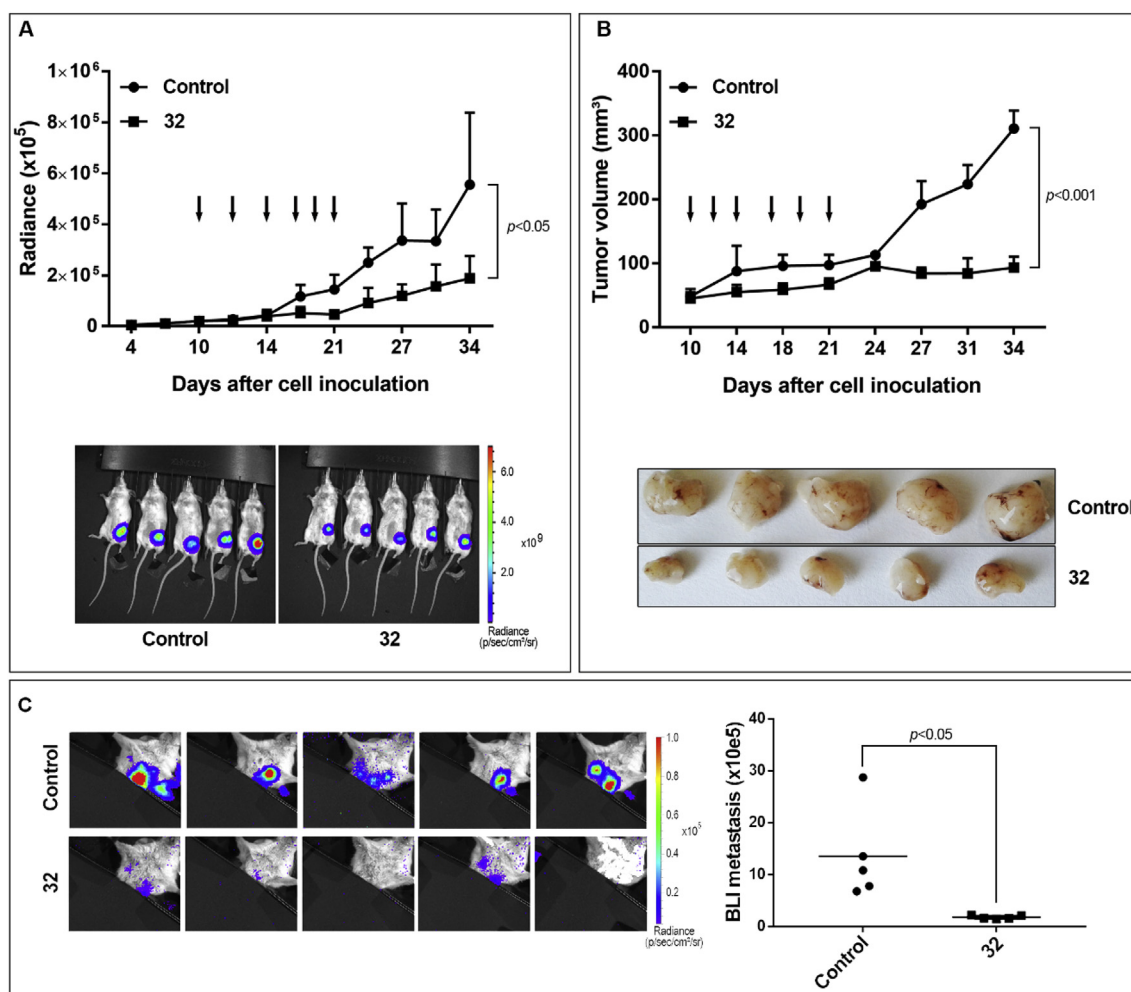 A
1×10⁶
8×10⁵
6×10⁵
4×10⁵
2×10⁵
0
Radiance (x10⁵)
Control
32
p<0.05
4
10
14
21
27
34
Days after cell inoculation
Control
32
6.0
4.0
x10⁹
2.0
Radiance
(p/sec/cm²/sr)
B
400
300
200
100
0
Tumor volume (mm³)
Control
32
p<0.001
10
14
18
21
24
27
31
34
Days after cell inoculation
Control
32
C
Control
32
1.0
0.8
0.6
x10⁵
0.4
0.2
Radiance
(p/sec/cm²/sr)
BLI metastasis (x10e5)
40
30
20
10
0
p<0.05
Control
32